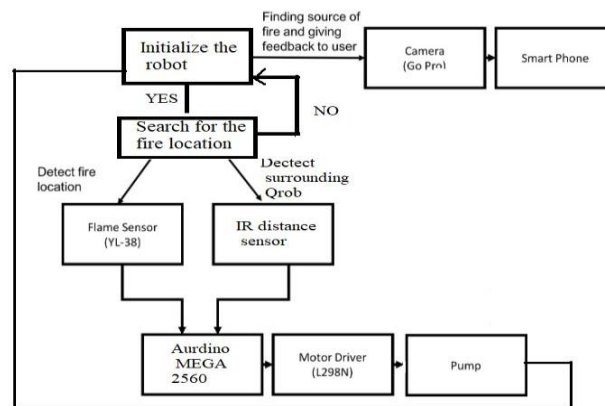 Finding source of
fire and giving
feedback to user
Initialize the
robot
Camera
(Go Pro)
Smart Phone
YES
NO
Search for the
fire location
Detect fire
location
Dectect
surrounding
Qrob
Flame Sensor
(YL-38)
IR distance
sensor
Aurdino
MEGA
2560
Motor Driver
(L298N)
Pump